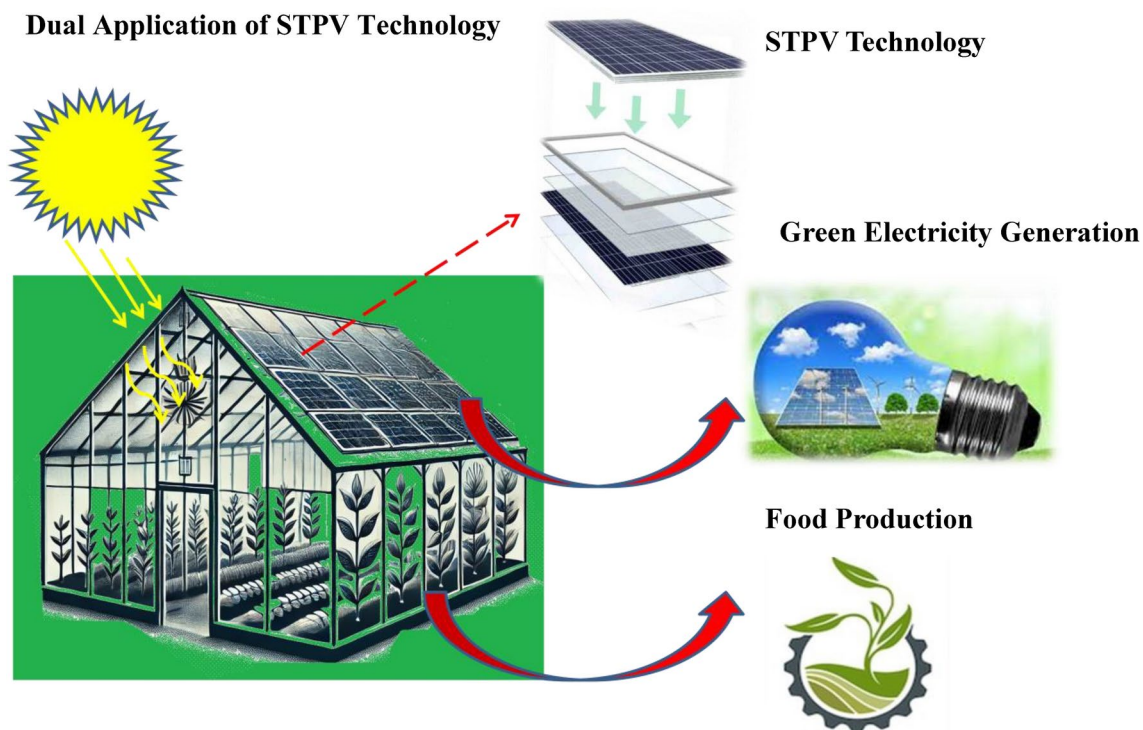 Dual Application of STPV Technology
STPV Technology
Green Electricity Generation
Food Production